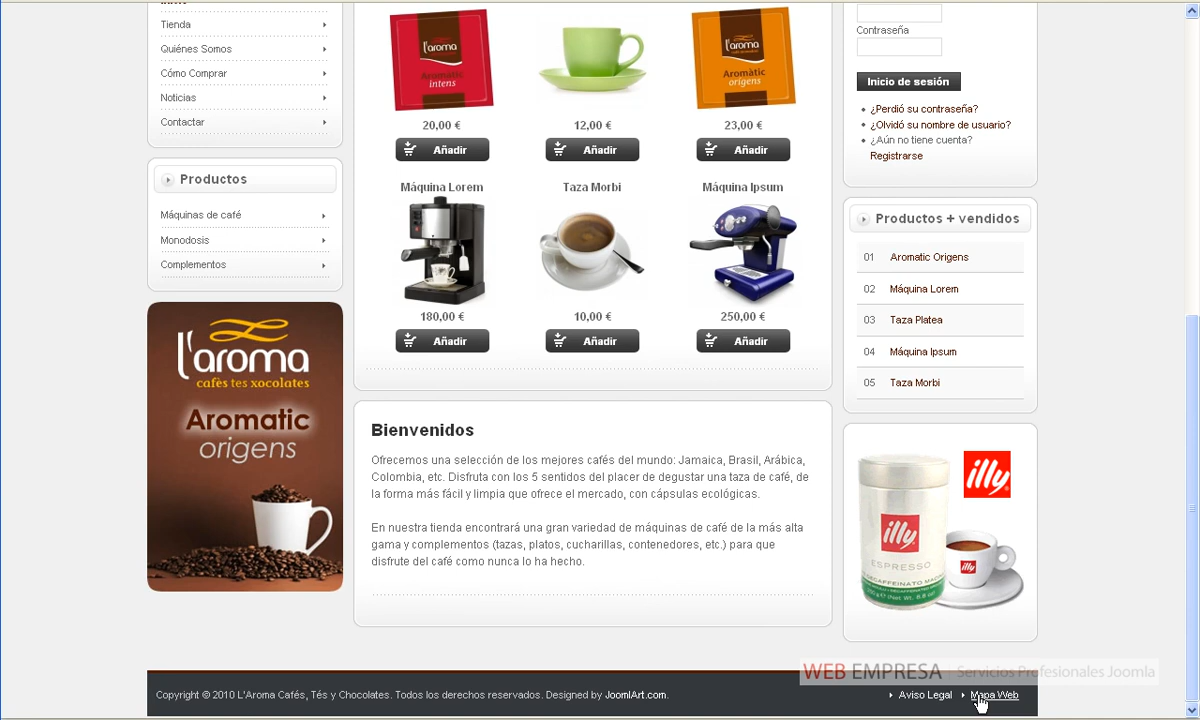 Tienda
Quiénes Somos
Cómo Comprar
Noticias
Contactar
Productos
Máquinas de café
Monodosis
Complementos
l'aroma
cafès tes xocolates
Aromatic
origens
l'aroma
Aromatic
intens
l'aroma
Aromàtic
origens
20,00 €
12,00 €
23,00 €
Añadir
Añadir
Añadir
Máquina Lorem
Taza Morbi
Máquina Ipsum
180,00 €
10,00 €
250,00 €
Añadir
Añadir
Añadir
Bienvenidos
Ofrecemos una selección de los mejores cafés del mundo: Jamaica, Brasil, Arábica,
Colombia, etc. Disfruta con los 5 sentidos del placer de degustar una taza de café, de
la forma más fácil y limpia que ofrece el mercado, con cápsulas ecológicas.
En nuestra tienda encontrará una gran variedad de máquinas de café de la más alta
gama y complementos (tazas, platos, cucharillas, contenedores, etc.) para que
disfrute del café como nunca lo ha hecho.
Contraseña
Inicio de sesión
¿Perdió su contraseña?
¿Olvidó su nombre de usuario?
¿Aún no tiene cuenta?
Registrarse
Productos + vendidos
01 Aromatic Origens
02 Máquina Lorem
03 Taza Platea
04 Máquina Ipsum
05 Taza Morbi
illy
illy
ESPRESSO
illy
WEB EMPRESA Servicios Profesionales Joomla
Copyright © 2010 L'Aroma Cafés, Tés y Chocolates. Todos los derechos reservados. Designed by JoomlArt.com.
Aviso Legal
Mapa Web